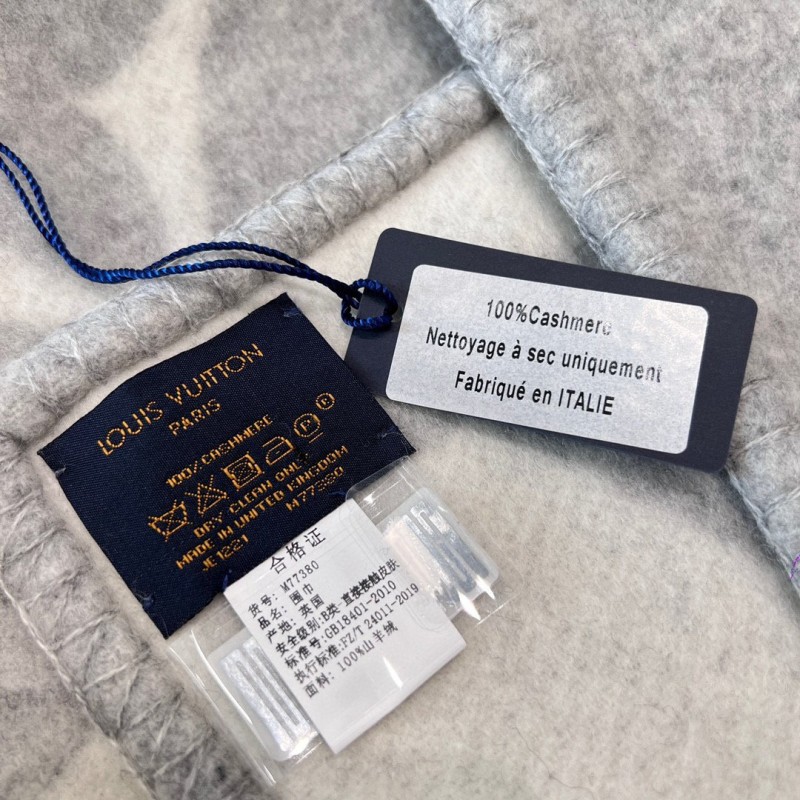 100%Cashmere
Nettoyage à sec uniquement
Fabriqué en ITALIE
LOUIS VUITTON
PARIS
100% CASHMERE
DRY CLEAN ONLY
MADE IN UNITED KINGDOM
JE1221 M77380
合格证
货号: M77380
品名: 围巾
产地: 英国
安全级别:B类 直接接触皮肤
标准号:GB18401-2010
执行标准:FZ/T 24011-2019
面料: 100%山羊绒